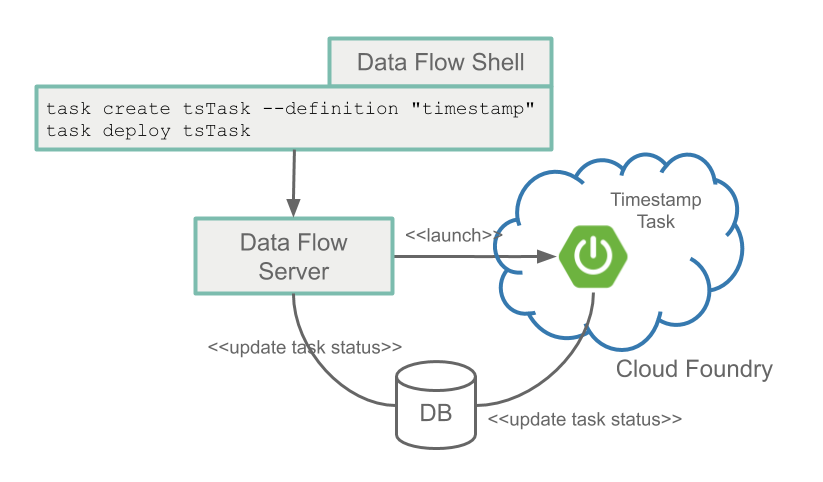 Data Flow Shell
task create tsTask --definition "timestamp"
task deploy tsTask
Timestamp
Task
Data Flow
Server
<<launch>>
<<update task status>>
Cloud Foundry
DB
<<update task status>>